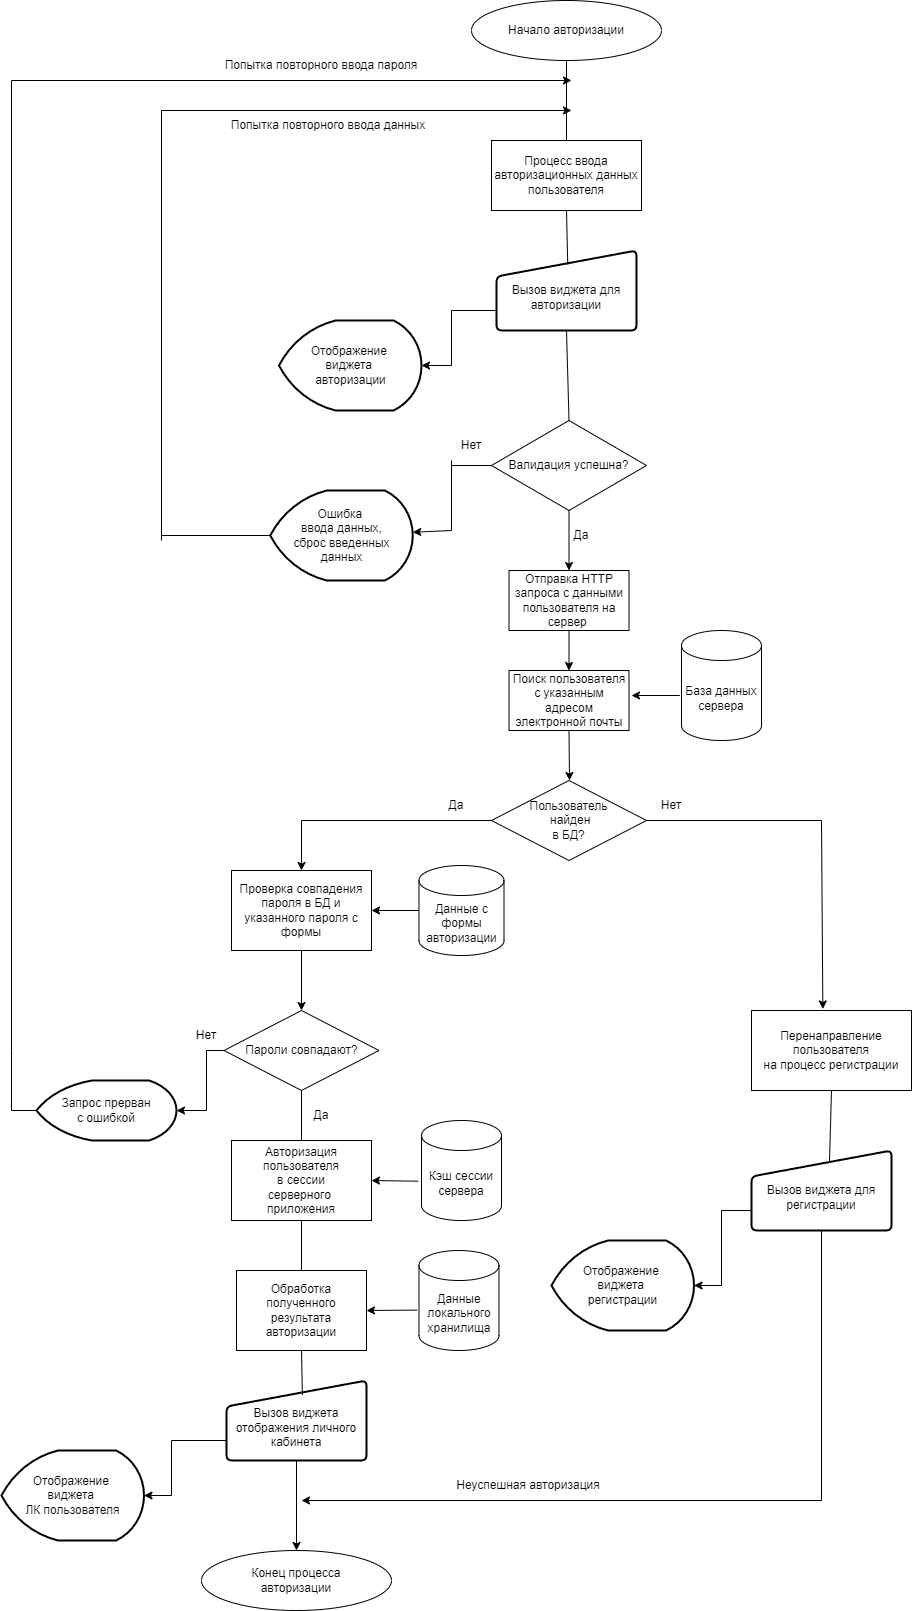 Начало авторизации
Попытка повторного ввода пароля
Попытка повторного ввода данных
Процесс ввода
авторизационных данных
пользователя
Вызов виджета для
авторизации
Отображение
виджета
авторизации
Нет
Валидация успешна?
Ошибка
ввода данных,
сброс введенных
данных
Да
Отправка HTTP
запроса с данными
пользователя на
сервер
Поиск пользователя
с указанным
адресом
электронной почты
База данных
сервера
Да
Пользователь
найден
в БД?
Нет
Проверка совпадения
пароля в БД и
указанного пароля с
формы
Данные с
формы
авторизации
Нет
Пароли совпадают?
Перенаправление
пользователя
на процесс регистрации
Запрос прерван
с ошибкой
Да
Авторизация
пользователя
в сессии
серверного
приложения
Кэш сессии
сервера
Вызов виджета для
регистрации
Отображение
виджета
регистрации
Обработка
полученного
результата
авторизации
Данные
локального
хранилища
Вызов виджета
отображения личного
кабинета
Отображение
виджета
ЛК пользователя
Неуспешная авторизация
Конец процесса
авторизации